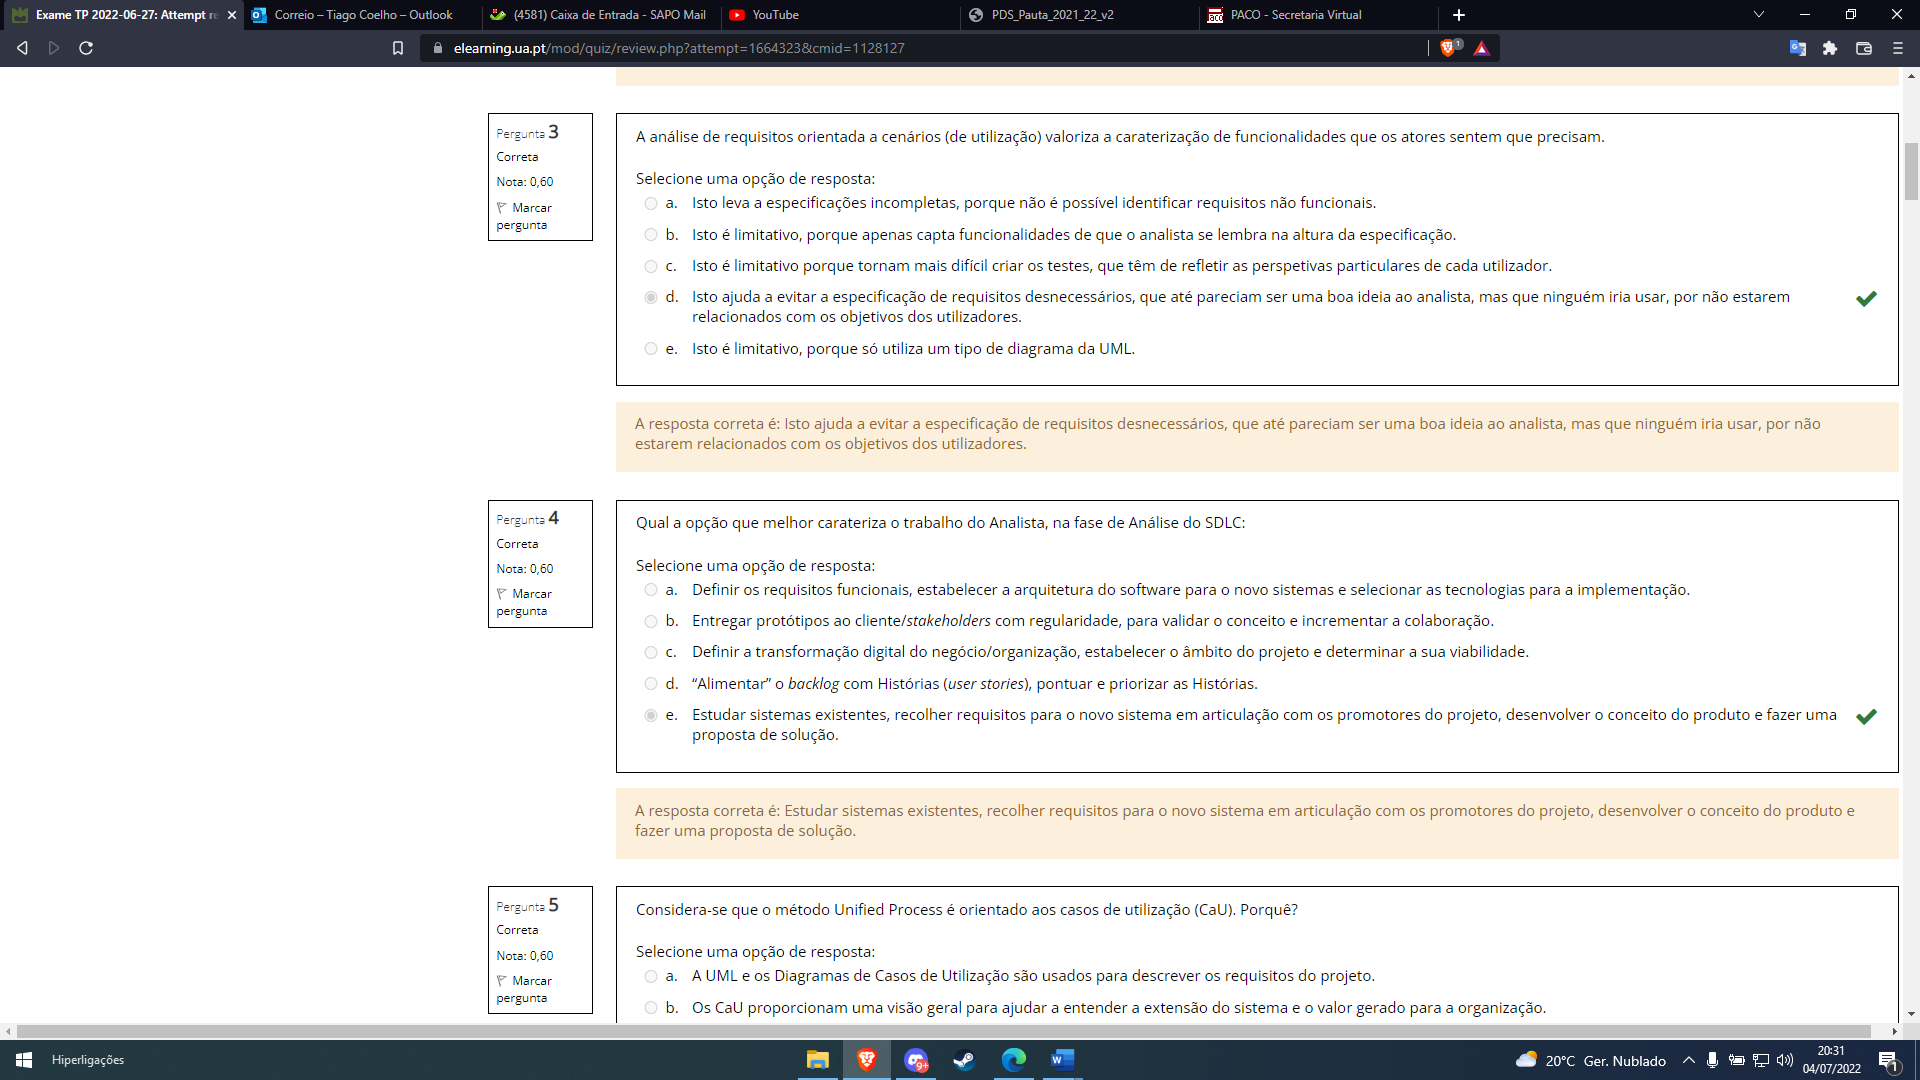 Exame TP 2022-06-27: Attempt re
Correio – Tiago Coelho – Outlook
(4581) Caixa de Entrada - SAPO Mail
YouTube
PDS_Pauta_2021_22_v2
PACO - Secretaria Virtual
elearning.ua.pt/mod/quiz/review.php?attempt=1664323&cmid=1128127
1
Pergunta 3
Correta
Nota: 0,60
Marcar
pergunta
A análise de requisitos orientada a cenários (de utilização) valoriza a caraterização de funcionalidades que os atores sentem que precisam.
Selecione uma opção de resposta:
a. Isto leva a especificações incompletas, porque não é possível identificar requisitos não funcionais.
b. Isto é limitativo, porque apenas capta funcionalidades de que o analista se lembra na altura da especificação.
c. Isto é limitativo porque tornam mais difícil criar os testes, que têm de refletir as perspetivas particulares de cada utilizador.
d. Isto ajuda a evitar a especificação de requisitos desnecessários, que até pareciam ser uma boa ideia ao analista, mas que ninguém iria usar, por não estarem
relacionados com os objetivos dos utilizadores.
e. Isto é limitativo, porque só utiliza um tipo de diagrama da UML.
A resposta correta é: Isto ajuda a evitar a especificação de requisitos desnecessários, que até pareciam ser uma boa ideia ao analista, mas que ninguém iria usar, por não
estarem relacionados com os objetivos dos utilizadores.
Pergunta 4
Correta
Nota: 0,60
Marcar
pergunta
Qual a opção que melhor carateriza o trabalho do Analista, na fase de Análise do SDLC:
Selecione uma opção de resposta:
a. Definir os requisitos funcionais, estabelecer a arquitetura do software para o novo sistemas e selecionar as tecnologias para a implementação.
b. Entregar protótipos ao cliente/stakeholders com regularidade, para validar o conceito e incrementar a colaboração.
c. Definir a transformação digital do negócio/organização, estabelecer o âmbito do projeto e determinar a sua viabilidade.
d. “Alimentar” o backlog com Histórias (user stories), pontuar e priorizar as Histórias.
e. Estudar sistemas existentes, recolher requisitos para o novo sistema em articulação com os promotores do projeto, desenvolver o conceito do produto e fazer uma
proposta de solução.
A resposta correta é: Estudar sistemas existentes, recolher requisitos para o novo sistema em articulação com os promotores do projeto, desenvolver o conceito do produto e
fazer uma proposta de solução.
Pergunta 5
Correta
Nota: 0,60
Marcar
pergunta
Considera-se que o método Unified Process é orientado aos casos de utilização (CaU). Porquê?
Selecione uma opção de resposta:
a. A UML e os Diagramas de Casos de Utilização são usados para descrever os requisitos do projeto.
b. Os CaU proporcionam uma visão geral para ajudar a entender a extensão do sistema e o valor gerado para a organização.
Hiperligações
9+
20°C Ger. Nublado
20:31
04/07/2022
1